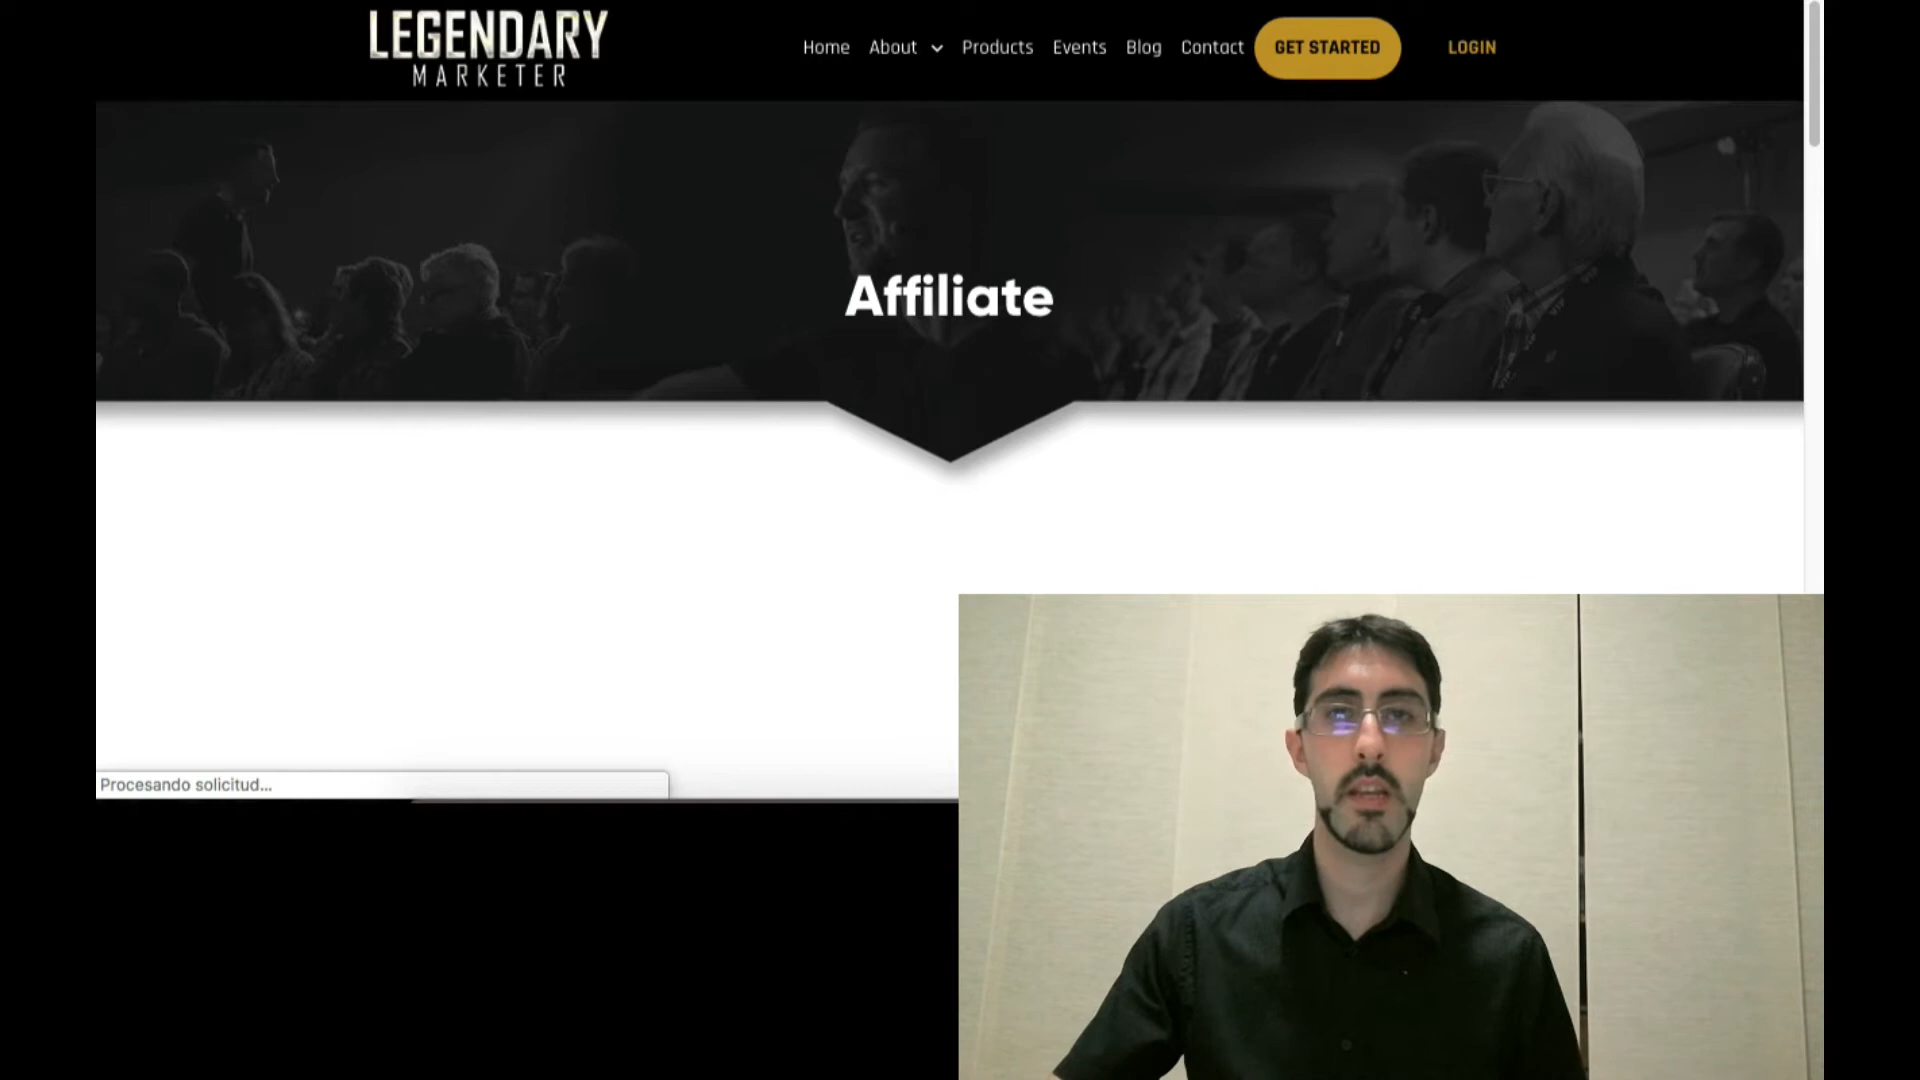 LEGENDARY
MARKETER
Home About Products Events Blog Contact GET STARTED LOGIN
Affiliate
Procesando solicitud...